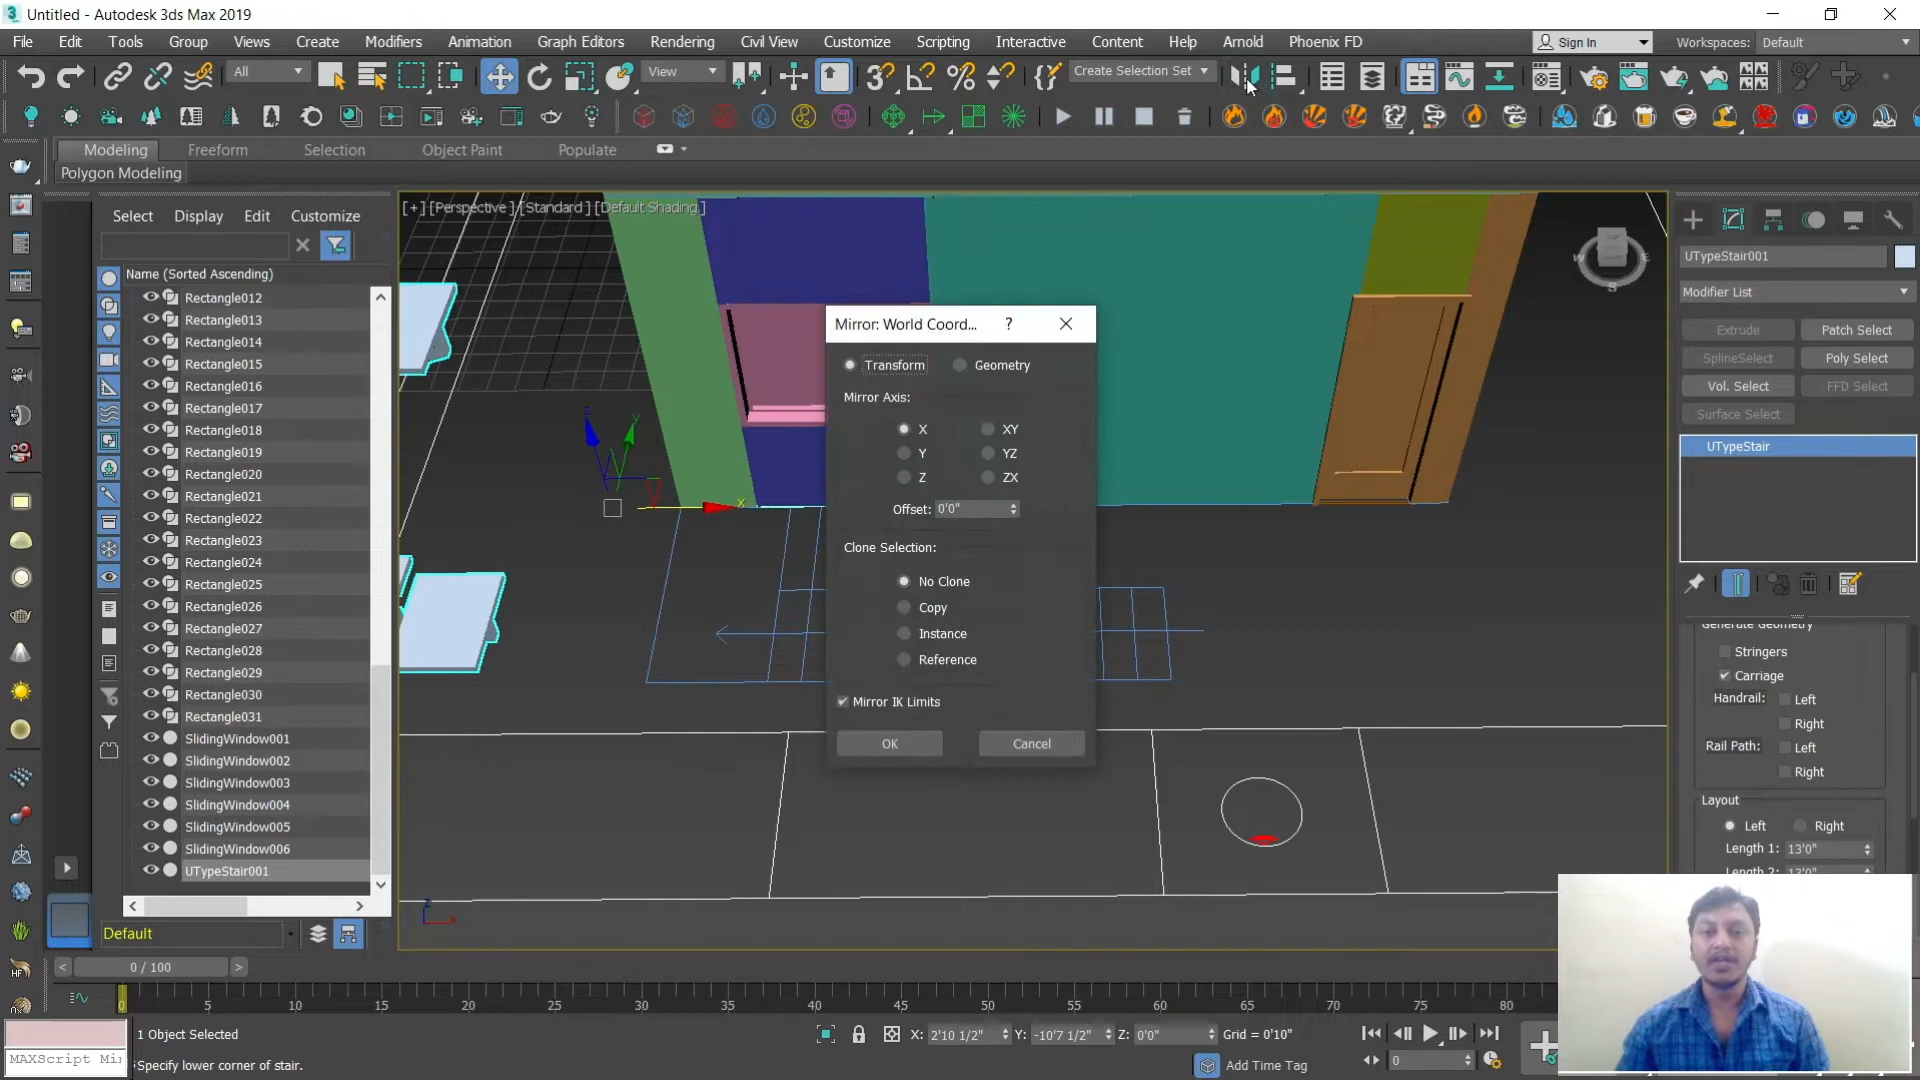 Untitled - Autodesk 3ds Max 2019
File Edit Tools Group Views Create Modifiers Animation Graph Editors Rendering Civil View Customize Scripting Interactive Content Help Arnold Phoenix FD Sign In Workspaces: Default
All View Create Selection Set
Modeling Freeform Selection Object Paint Populate
Polygon Modeling
Select Display Edit Customize
Name (Sorted Ascending)
Rectangle012
Rectangle013
Rectangle014
Rectangle015
Rectangle016
Rectangle017
Rectangle018
Rectangle019
Rectangle020
Rectangle021
Rectangle022
Rectangle023
Rectangle024
Rectangle025
Rectangle026
Rectangle027
Rectangle028
Rectangle029
Rectangle030
Rectangle031
SlidingWindow001
SlidingWindow002
SlidingWindow003
SlidingWindow004
SlidingWindow005
SlidingWindow006
UTypeStair001
Default
[+] [Perspective] [Standard] [Default Shading]
Mirror: World Coord... ?
Transform Geometry
Mirror Axis:
X XY
Y YZ
Z ZX
Offset: 0'0"
Clone Selection:
No Clone
Copy
Instance
Reference
Mirror IK Limits
OK Cancel
UTypeStair001
Modifier List
Extrude Patch Select
SplineSelect Poly Select
Vol. Select FFD Select
Surface Select
UTypeStair
Generate Geometry
Stringers
Carriage
Handrail: Left
Right
Rail Path: Left
Right
Layout
Left Right
Length 1: 13'0"
Length 2: 13'0"
0 / 100
0 5 10 15 20 25 30 35 40 45 50 55 60 65 70 75 80
1 Object Selected X: 2'10 1/2" Y: -10'7 1/2" Z: 0'0" Grid = 0'10"
MAXScript Mi
Specify lower corner of stair. Add Time Tag 0